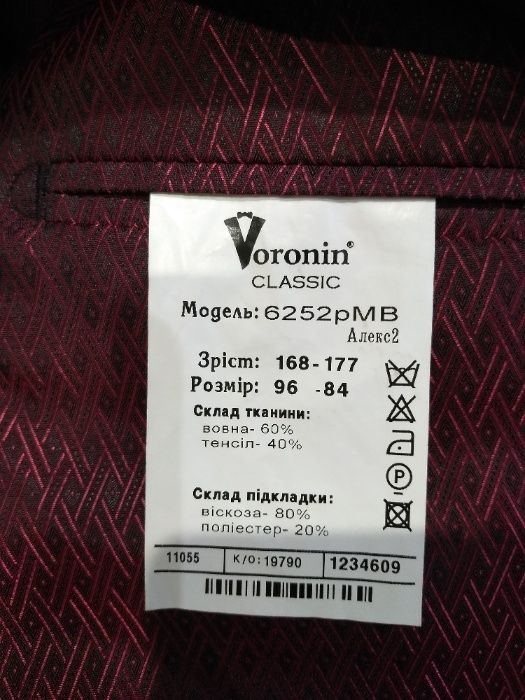 Voronin®
CLASSIC
Модель: 6252рМВ
Алекс2
Зріст: 168-177
Розмір: 96 -84
Склад тканини:
вовна- 60%
тенсіл- 40%
P
Склад підкладки:
віскоза- 80%
поліестер- 20%
11055 К/О: 19790 1234609